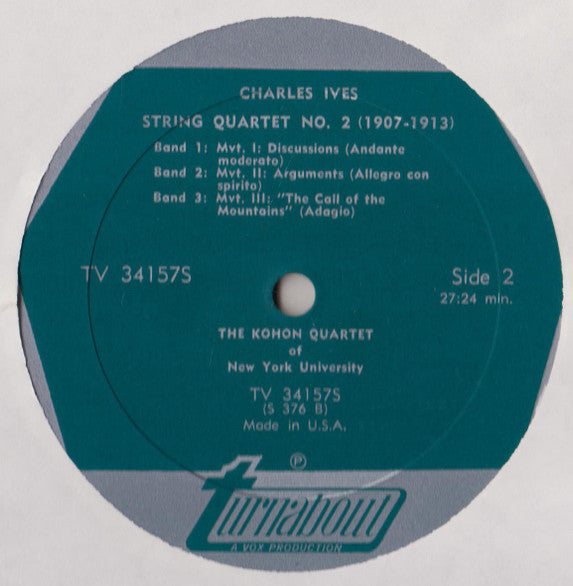 CHARLES IVES
STRING QUARTET NO. 2 (1907-1913)
Band 1: Mvt. I: Discussions (Andante
moderato)
Band 2: Mvt. II: Arguments (Allegro con
spirito)
Band 3: Mvt. III: "The Call of the
Mountains" (Adagio)
TV 34157S
Side 2
27:24 min.
THE KOHON QUARTET
of
New York University
TV 34157S
(S 376 B)
Made in U.S.A.
℗
turnabout
A VOX PRODUCTION